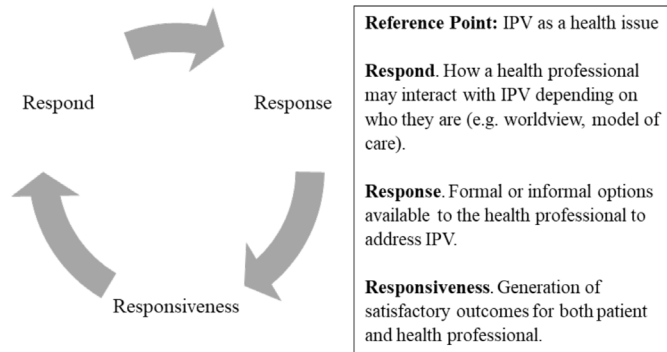 Respond
Response
Responsiveness
Reference Point: IPV as a health issue
Respond. How a health professional
may interact with IPV depending on
who they are (e.g. worldview, model of
care).
Response. Formal or informal options
available to the health professional to
address IPV.
Responsiveness. Generation of
satisfactory outcomes for both patient
and health professional.